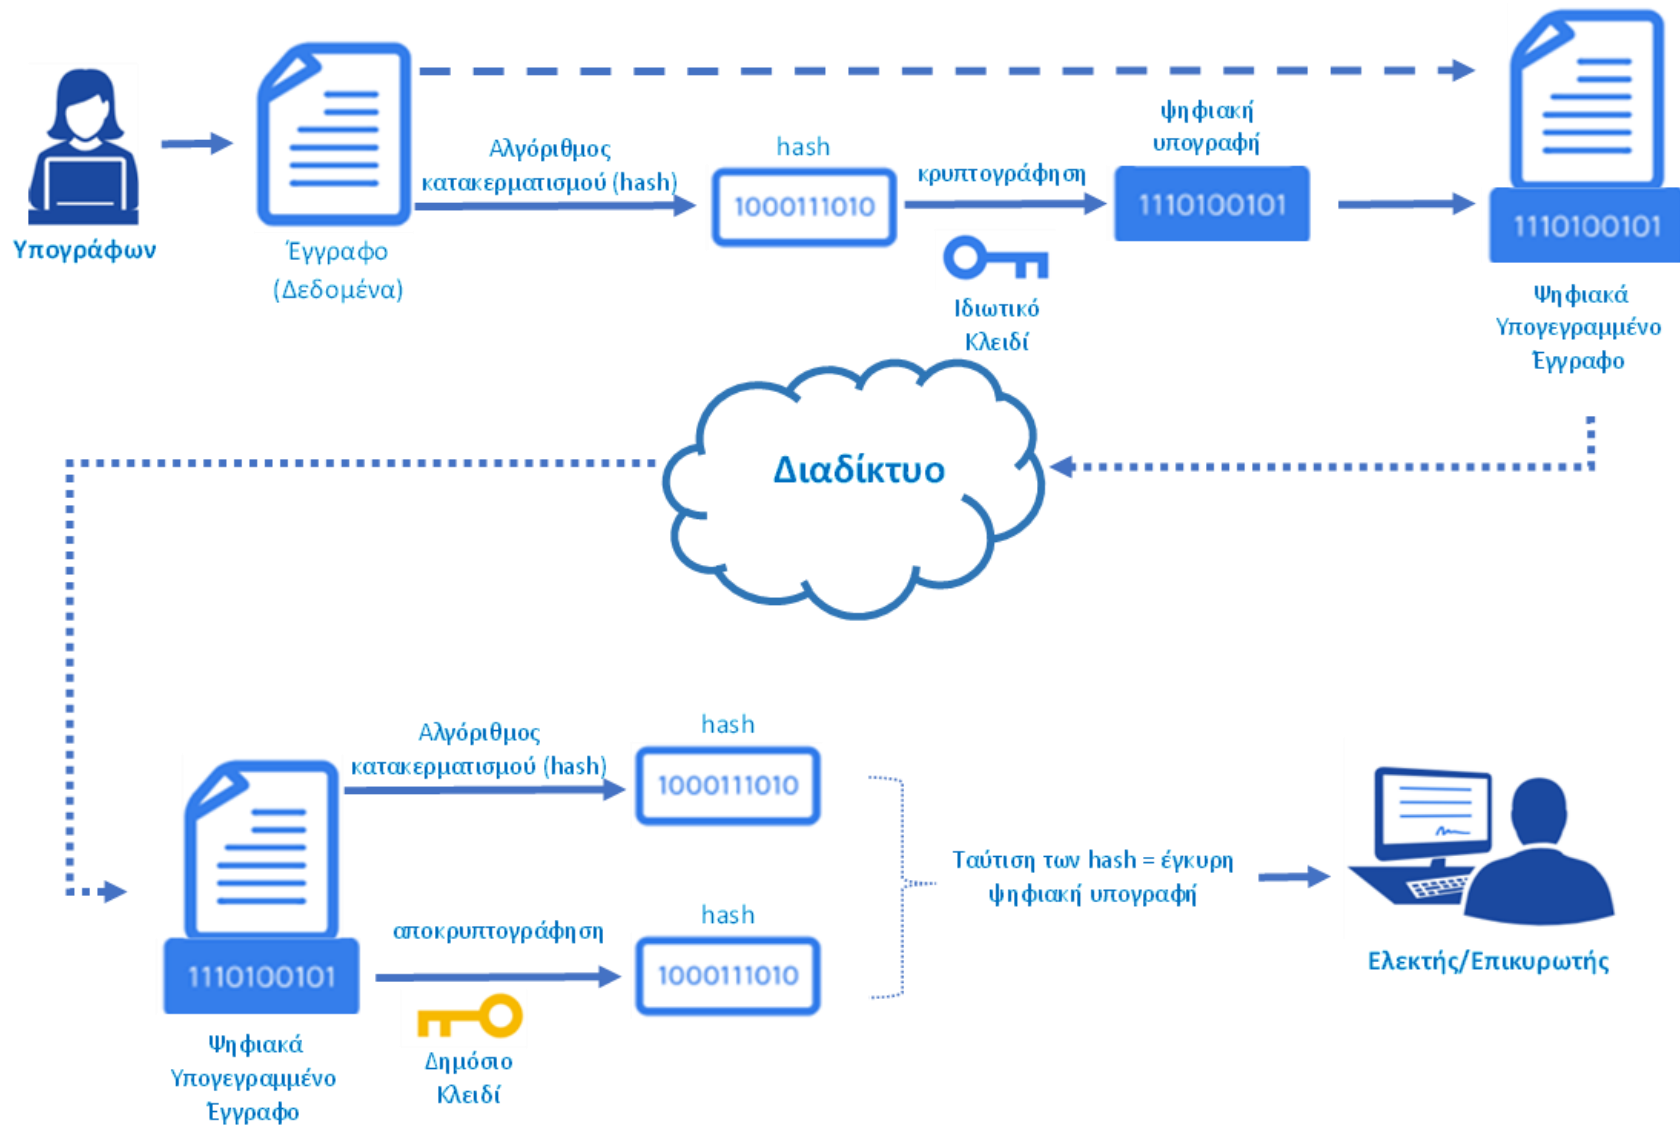 Υπογράφων
Έγγραφο
(Δεδομένα)
Αλγόριθμος
κατακερματισμού (hash)
hash
1000111010
κρυπτογράφηση
Ιδιωτικό
Κλειδί
ψηφιακή
υπογραφή
1110100101
1110100101
Ψηφιακά
Υπογεγραμμένο
Έγγραφο
Διαδίκτυο
Αλγόριθμος
κατακερματισμού (hash)
hash
1000111010
1110100101
Ψηφιακά
Υπογεγραμμένο
Έγγραφο
αποκρυπτογράφηση
Δημόσιο
Κλειδί
hash
1000111010
Ταύτιση των hash = έγκυρη
ψηφιακή υπογραφή
Ελεκτής/Επικυρωτής